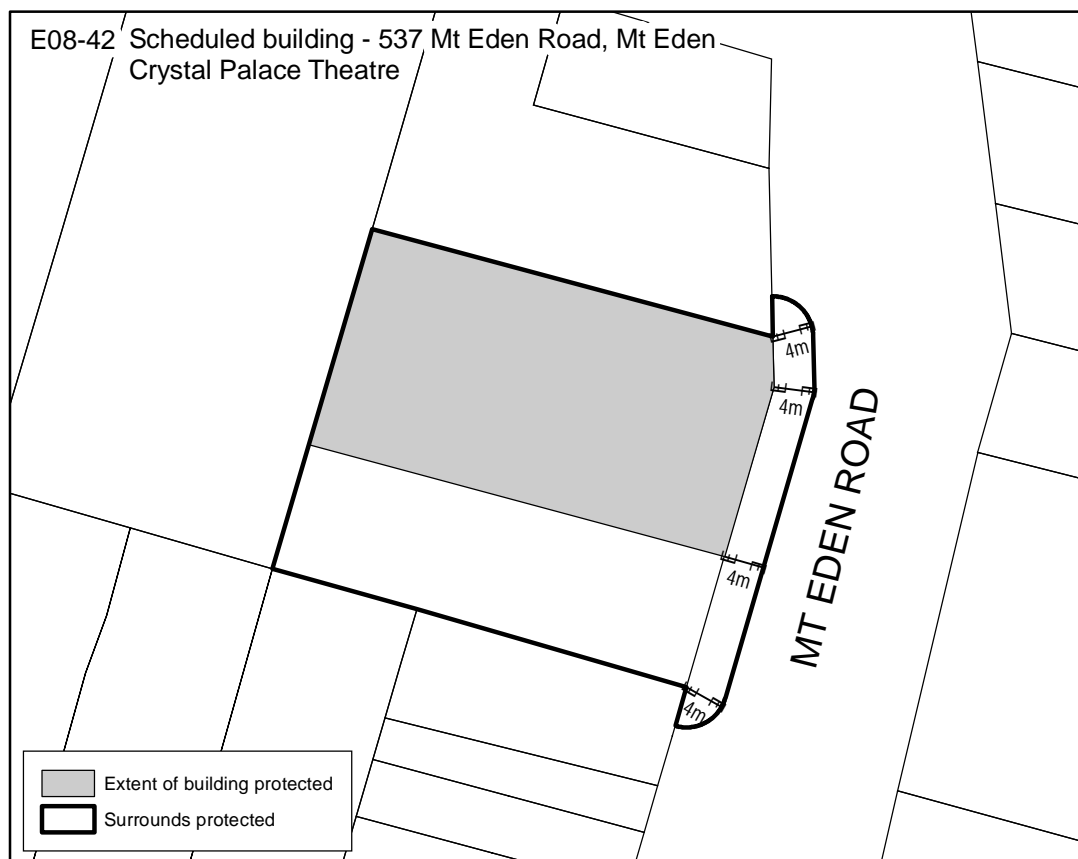 E08-42 Scheduled building - 537 Mt Eden Road, Mt Eden
Crystal Palace Theatre
4m
4m
MT EDEN ROAD
4m
4m
Extent of building protected
Surrounds protected